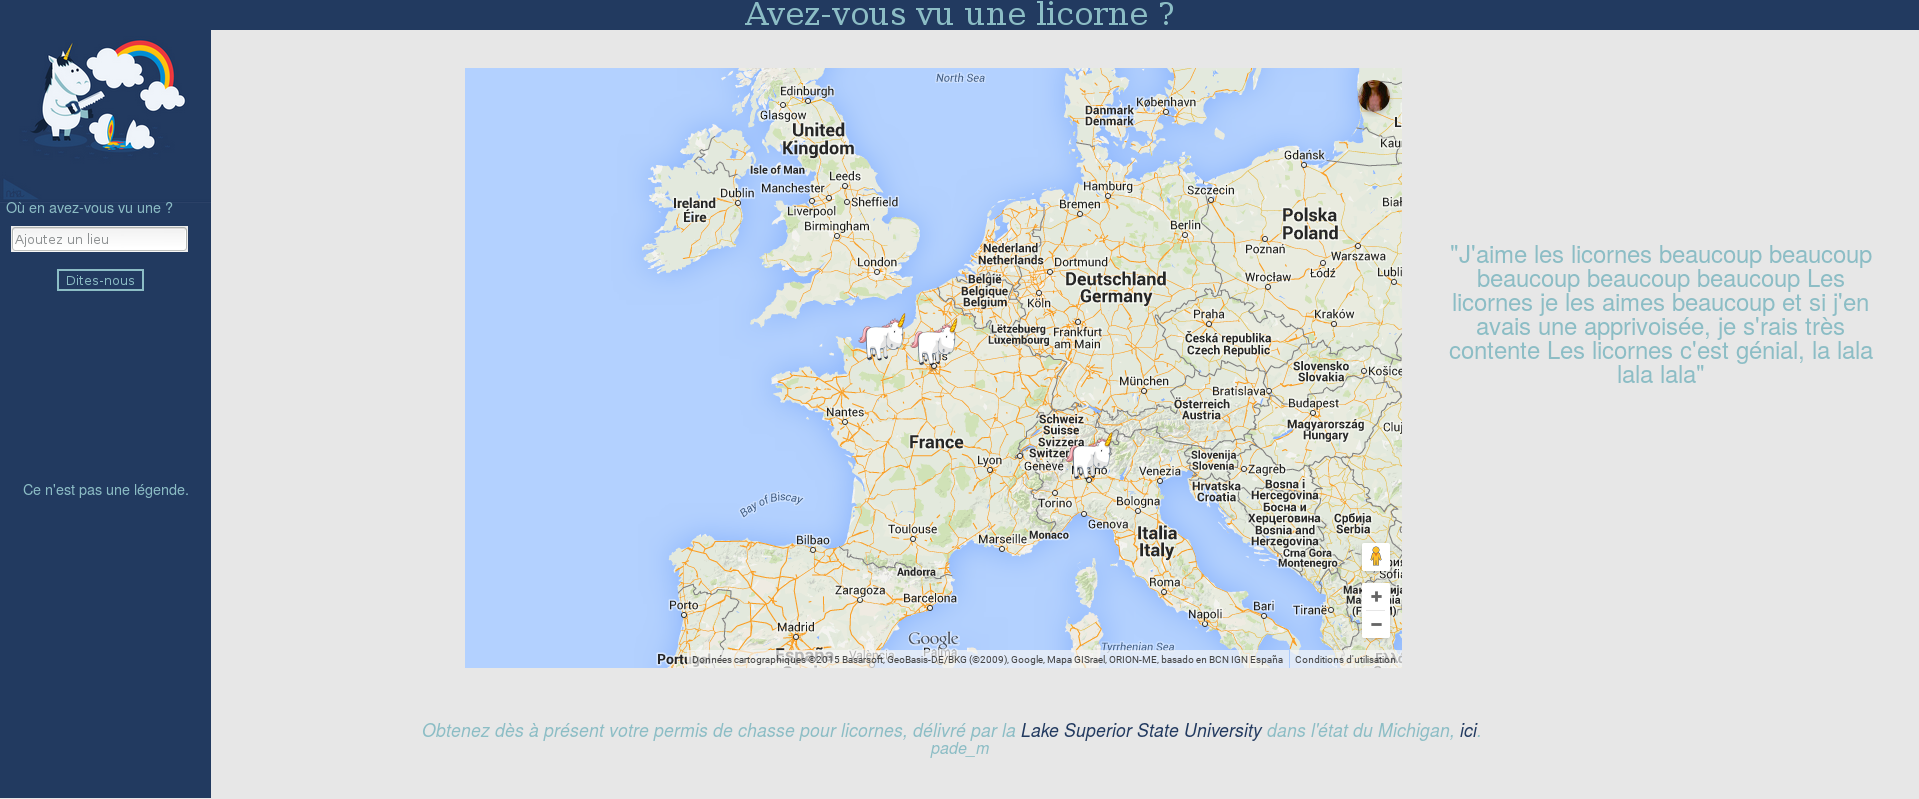 Avez-vous vu une licorne ?
Où en avez-vous vu une ?
Ajoutez un lieu
Dites-nous
Ce n'est pas une légende.
North Sea
Edinburgh
Glasgow
København
Danmark
Denmark
United
Kingdom
Isle of Man
Leeds
Manchester
Dublin
Sheffield
Liverpool
Ireland
Éire
Birmingham
London
Gdańsk
Kau
Hamburg
Szczecin
Bremen
Berlin
Polska
Poland
Poznań
Warszawa
Łódź
Wrocław
Lubl
Nederland
Netherlands
Dortmund
België
Belgique
Belgium
Köln
Deutschland
Germany
Lëtzebuerg
Luxembourg
Frankfurt
am Main
Praha
Kraków
Česká republika
Czech Republic
Slovensko
Slovakia
Košice
München
Bratislava
Österreich
Austria
Budapest
Magyarország
Hungary
Cluj
Nantes
France
Schweiz
Suisse
Svizzera
Switzer
Genève
Lyon
Slovenija
Slovenia
Zagreb
Venezia
Hrvatska
Croatia
Bosna i
Hercegovina
Босна и
Херцеговина
Bosnia and
Herzegovina
Србија
Serbia
Torino
Bologna
Genova
Bay of Biscay
Toulouse
Marseille
Monaco
Italia
Italy
Crna Gora
Montenegro
Sofia
Bilbao
Andorra
Zaragoza
Barcelona
Roma
Porto
Madrid
Napoli
Bari
Tiranë
Google
Tyrrhenian Sea
España
Valencia
Palma
Données cartographiques ©2015 Basarsoft, GeoBasis-DE/BKG (©2009), Google, Mapa GISrael, ORION-ME, basado en BCN IGN España
Conditions d'utilisation
"J'aime les licornes beaucoup beaucoup
beaucoup beaucoup beaucoup Les
licornes je les aimes beaucoup et si j'en
avais une apprivoisée, je s'rais très
contente Les licornes c'est génial, la lala
lala lala"
Obtenez dès à présent votre permis de chasse pour licornes, délivré par la Lake Superior State University dans l'état du Michigan, ici.
pade_m